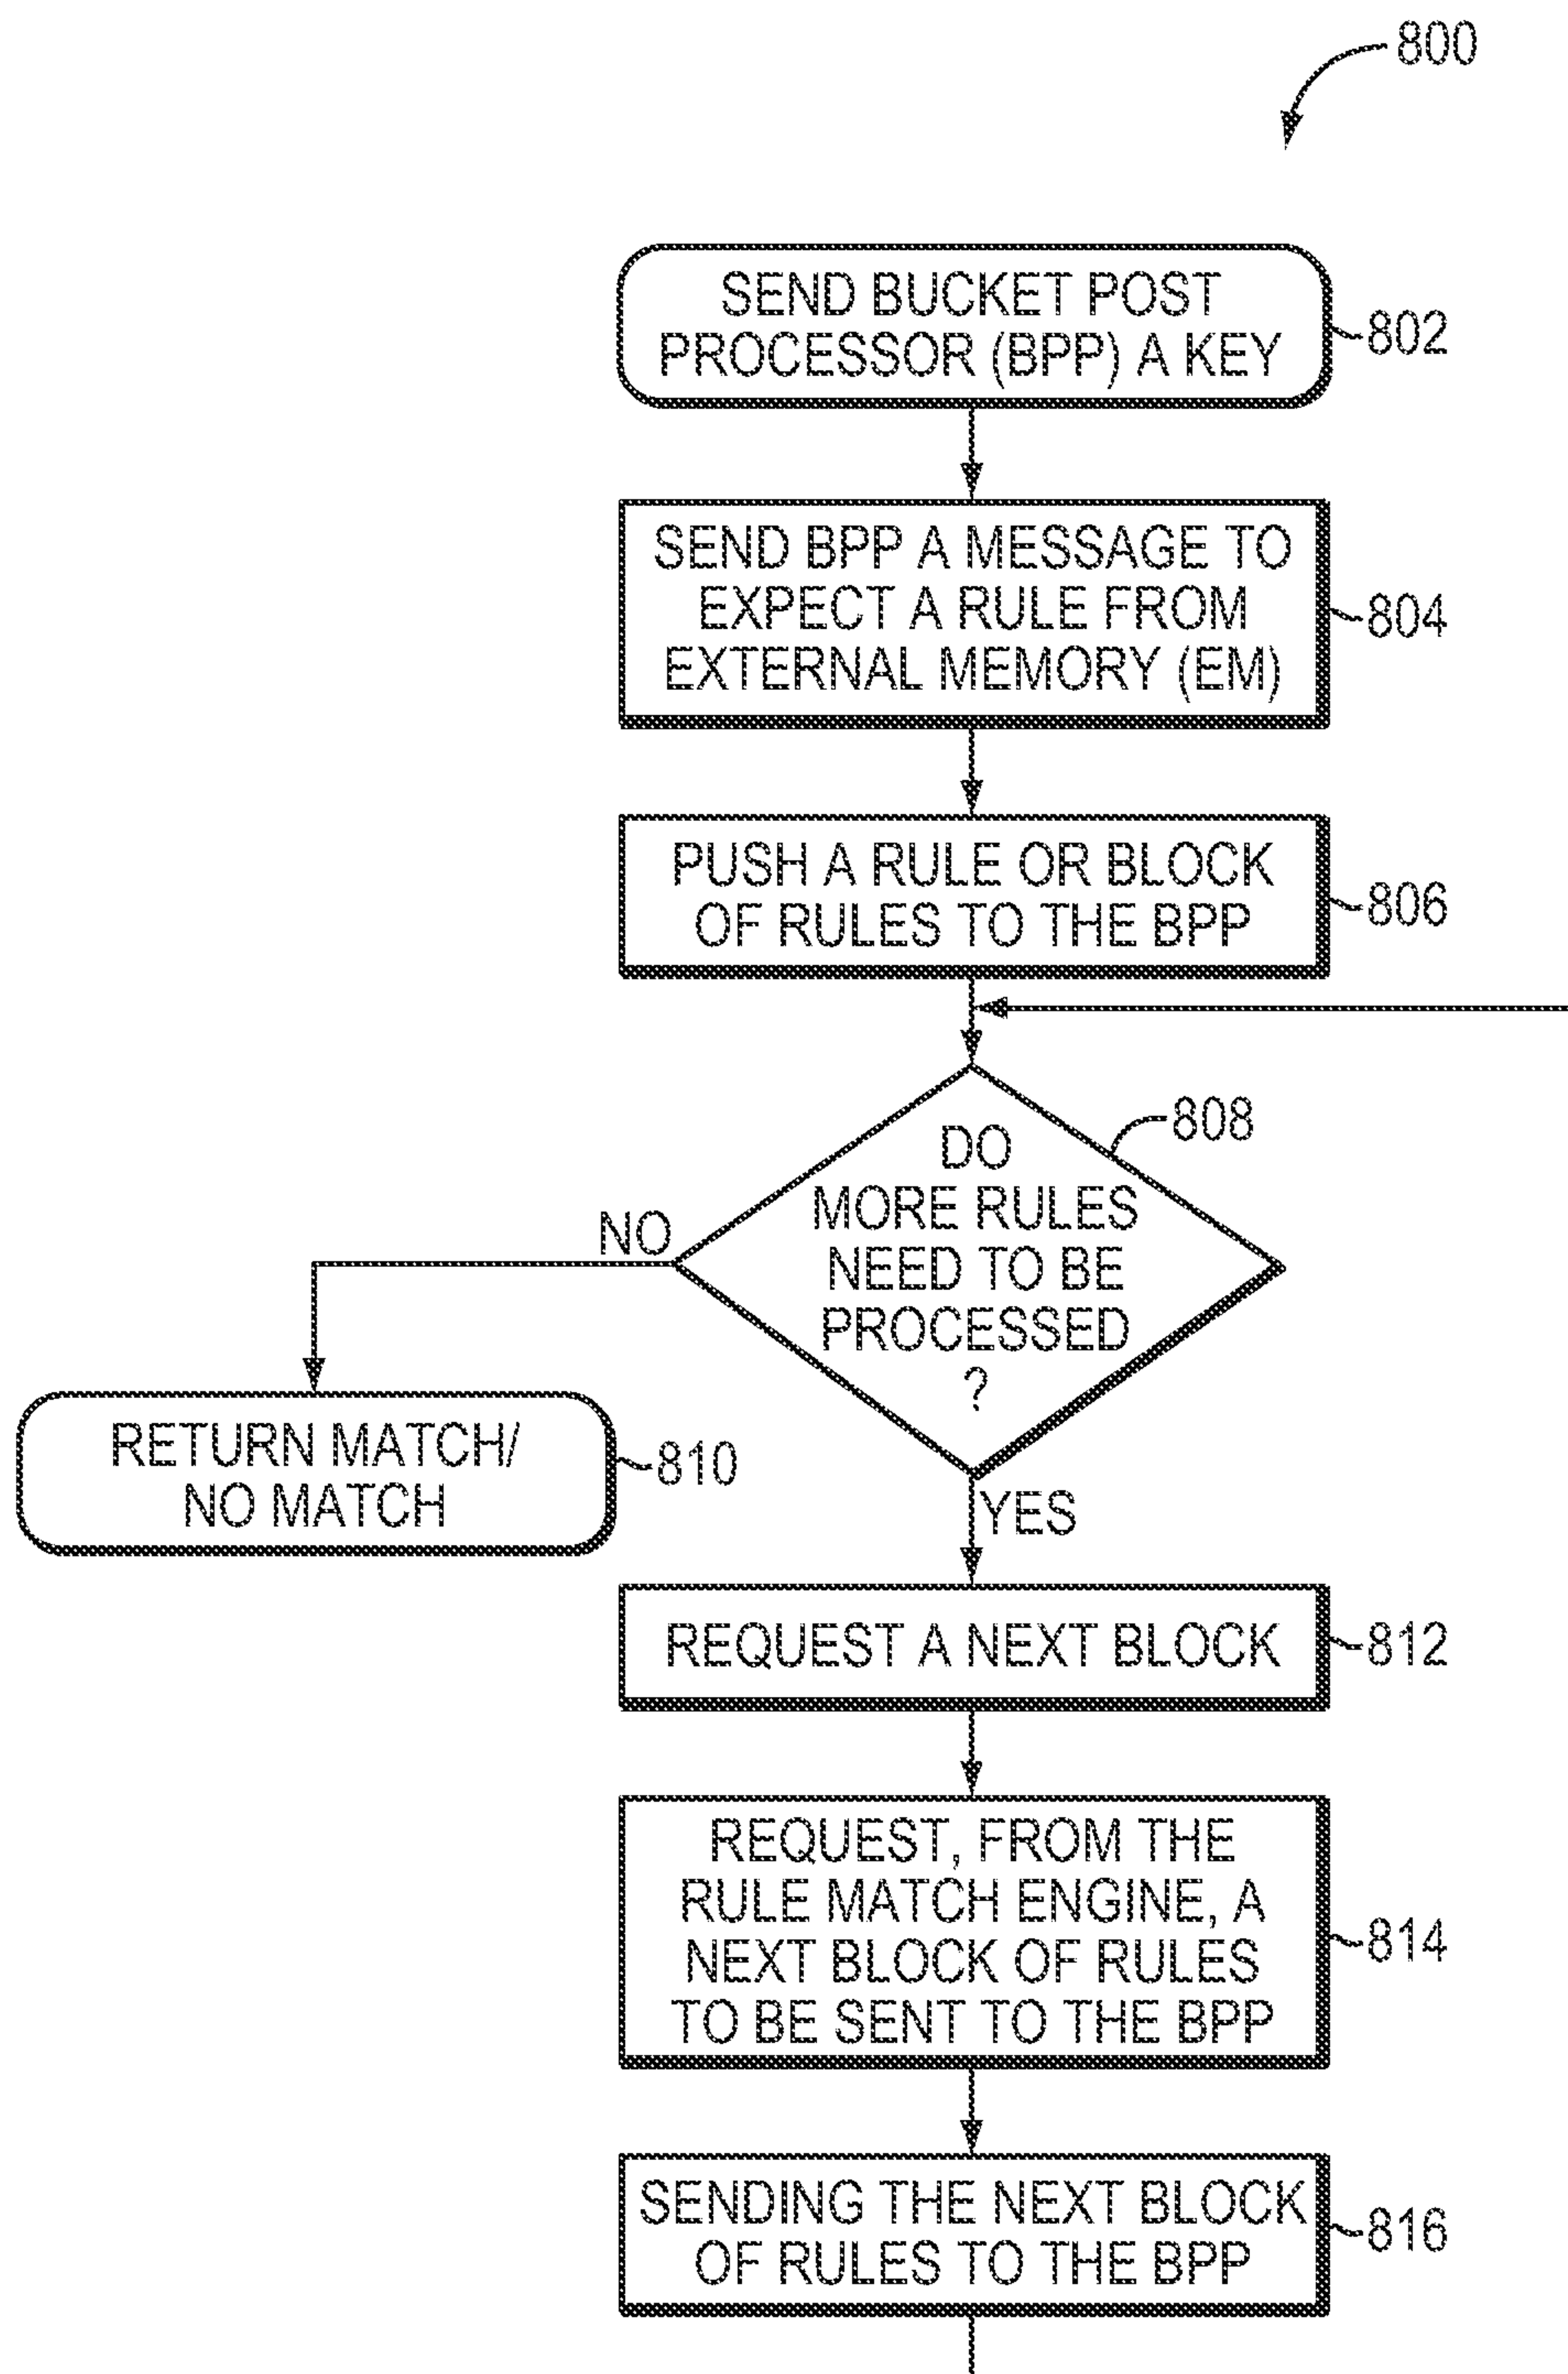 800
SEND BUCKET POST
PROCESSOR (BPP) A KEY
802
SEND BPP A MESSAGE TO
EXPECT A RULE FROM
EXTERNAL MEMORY (EM)
804
PUSH A RULE OR BLOCK
OF RULES TO THE BPP
806
DO
MORE RULES
NEED TO BE
PROCESSED
?
808
NO
RETURN MATCH/
NO MATCH
810
YES
REQUEST A NEXT BLOCK
812
REQUEST, FROM THE
RULE MATCH ENGINE, A
NEXT BLOCK OF RULES
TO BE SENT TO THE BPP
814
SENDING THE NEXT BLOCK
OF RULES TO THE BPP
816